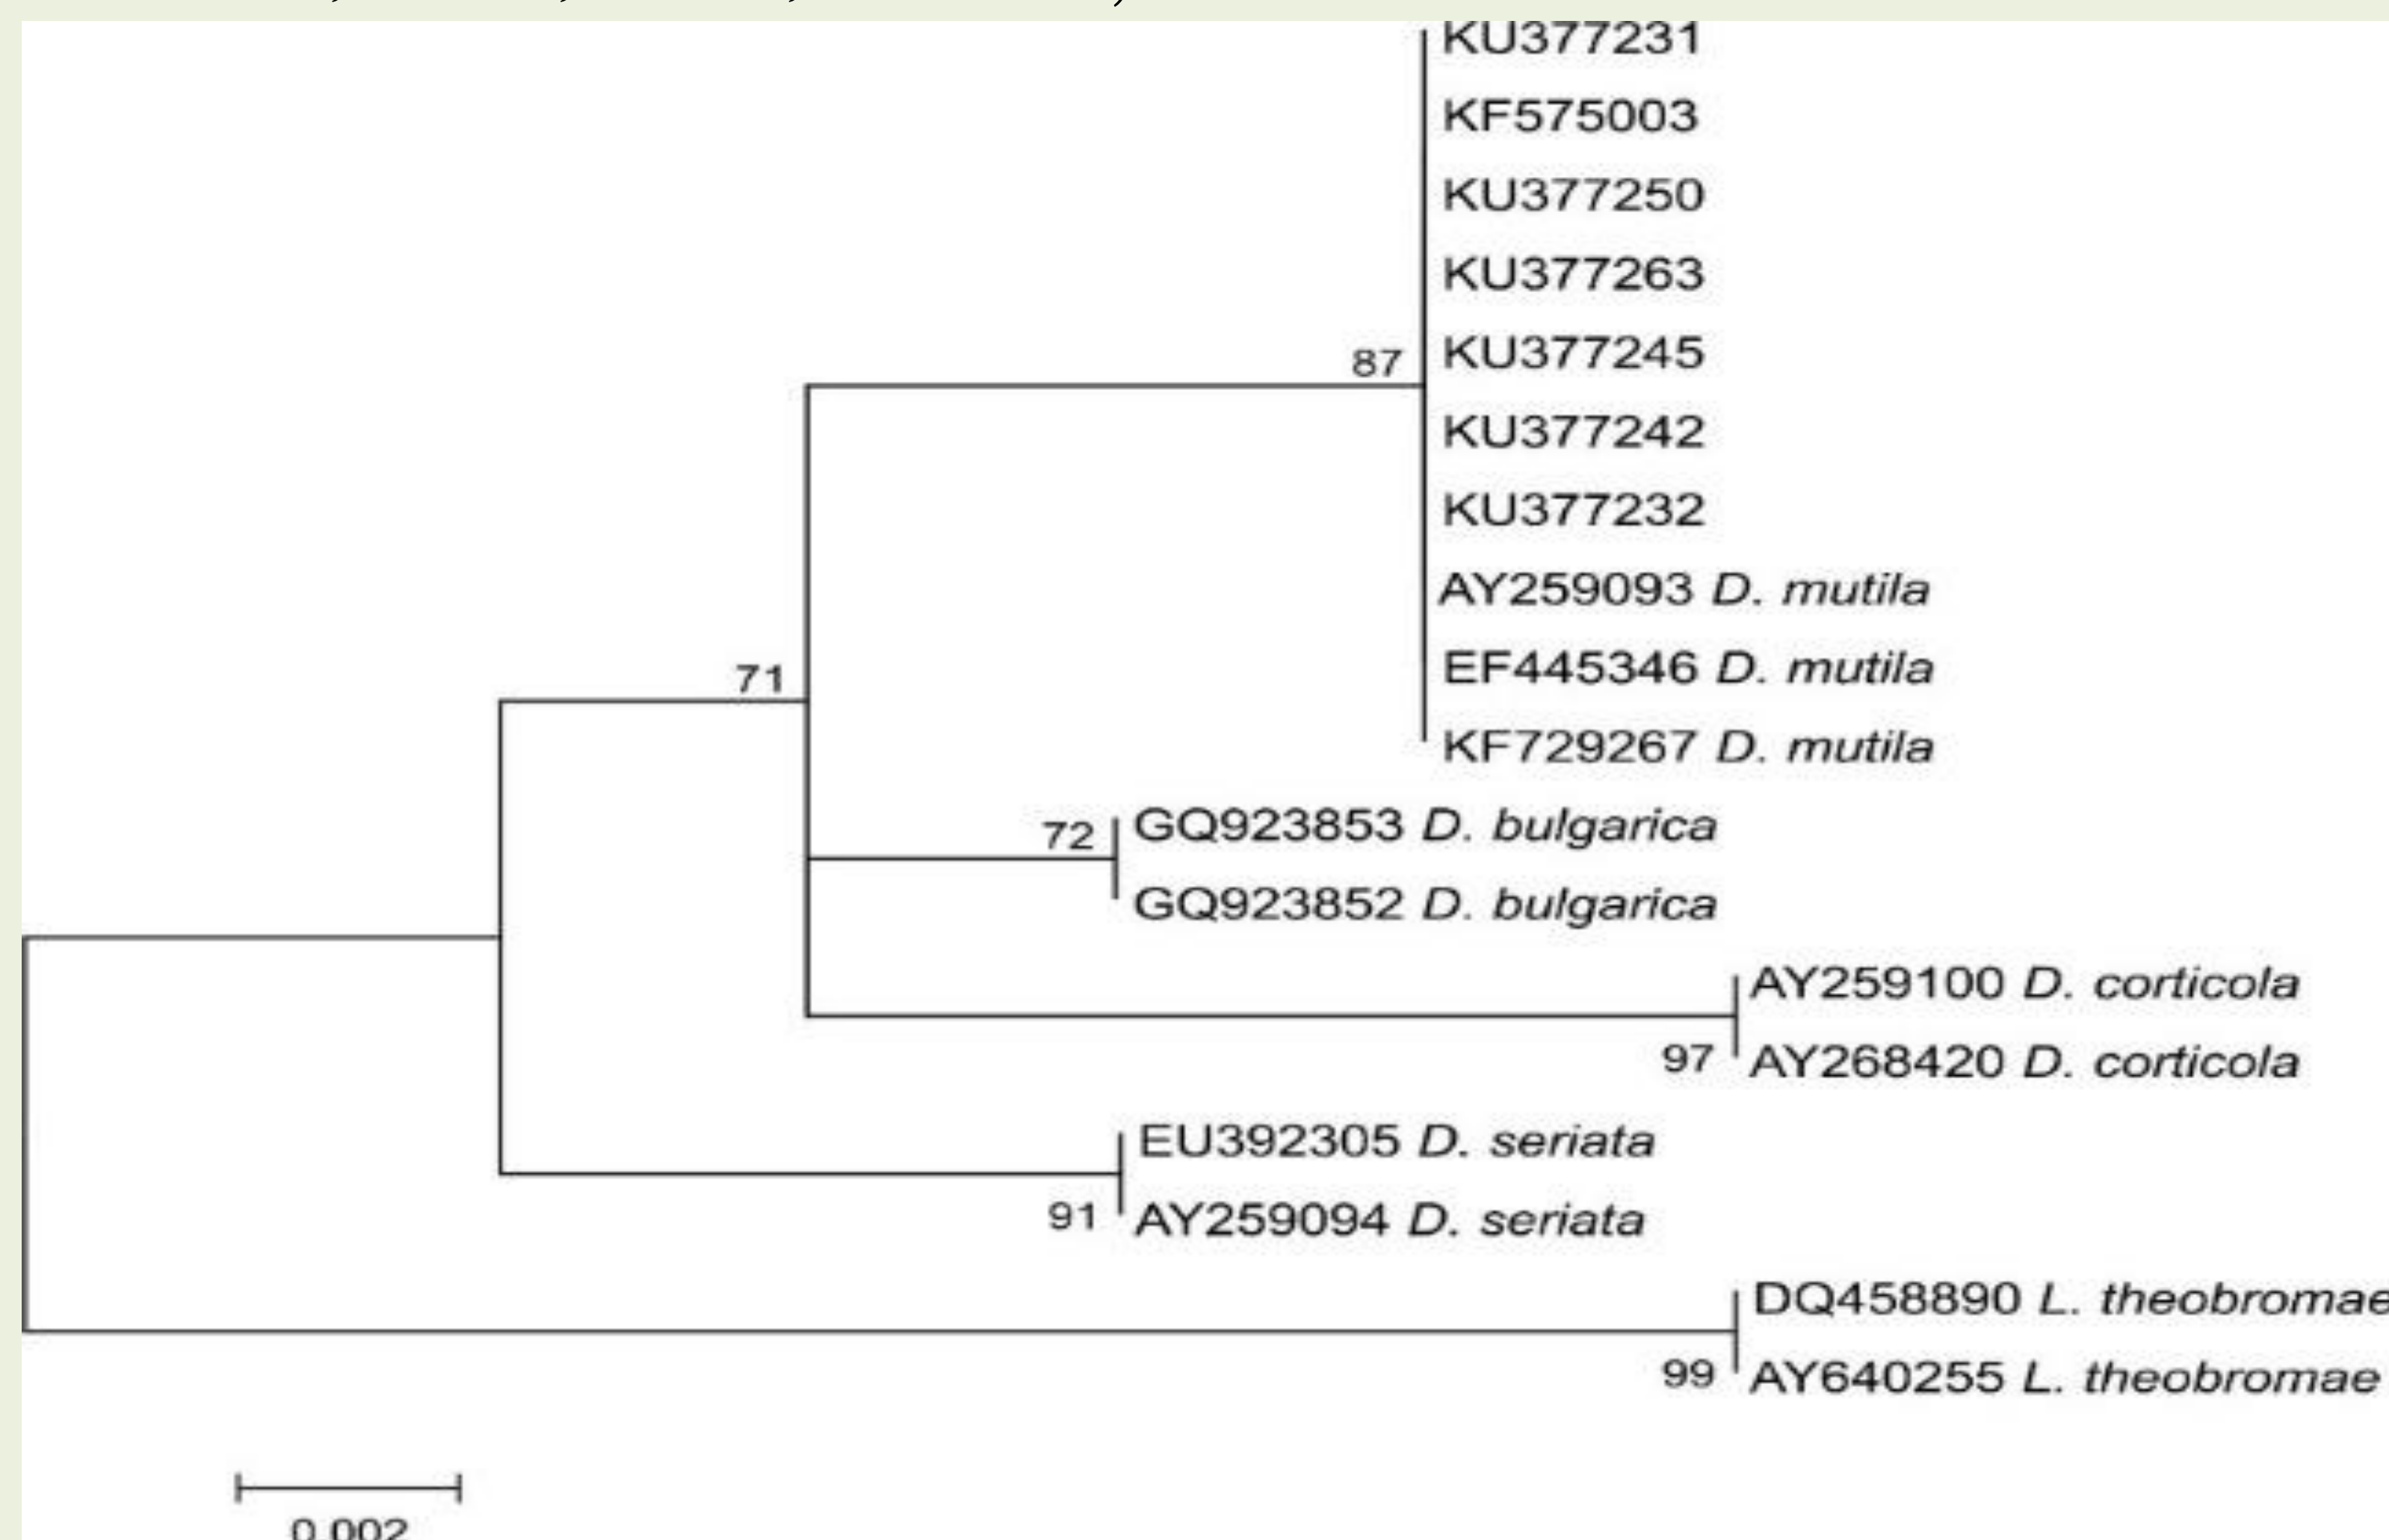 KU377231
KF575003
KU377250
KU377263
KU377245
87
KU377242
KU377232
AY259093 D. mutila
EF445346 D. mutila
71
KF729267 D. mutila
GQ923853 D. bulgarica
72
GQ923852 D. bulgarica
AY259100 D. corticola
97 AY268420 D. corticola
EU392305 D. seriata
91 AY259094 D. seriata
DQ458890 L. theobromae
99 AY640255 L. theobromae
0.002